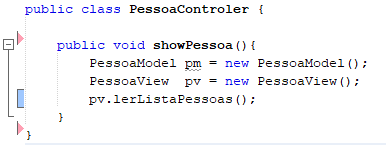 public class PessoaControler {
public void showPessoa(){
PessoaModel pm = new PessoaModel();
PessoaView  pv = new PessoaView();
pv.lerListaPessoas();
}
}